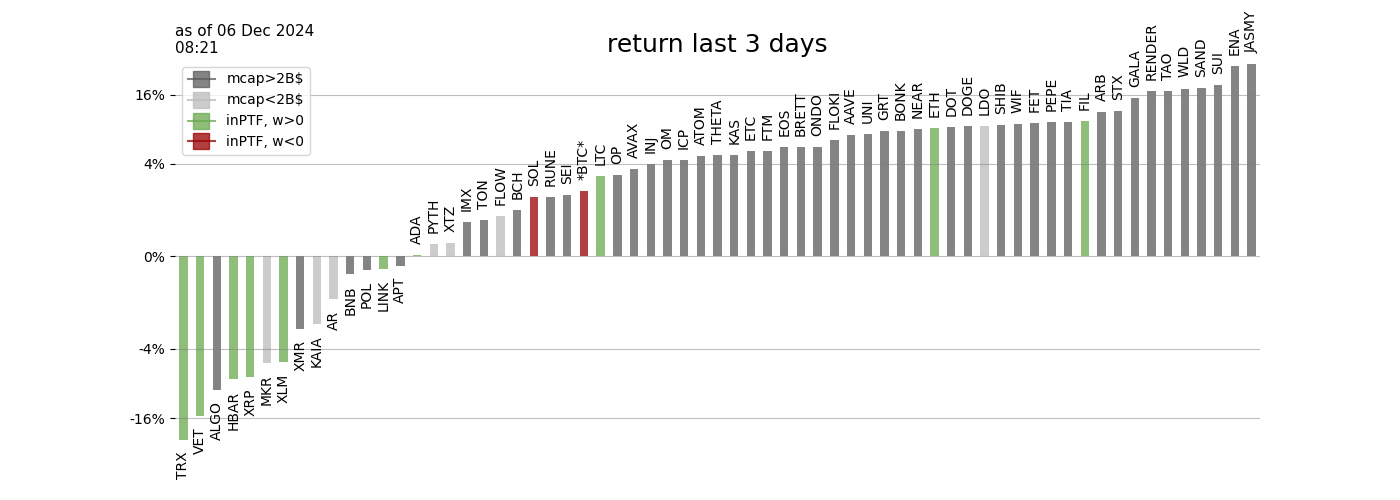 as of 06 Dec 2024
08:21
return last 3 days
mcap>2B$
mcap<2B$
inPTF, w>0
inPTF, w<0
16%
4%
0%
-4%
-16%
TRX
VET
ALGO
HBAR
XRP
MKR
XLM
XMR
KAIA
AR
BNB
POL
LINK
APT
ADA
PYTH
XTZ
IMX
TON
FLOW
BCH
SOL
RUNE
SEI
*BTC*
LTC
OP
AVAX
INJ
OM
ICP
ATOM
THETA
KAS
ETC
FTM
EOS
BRETT
ONDO
FLOKI
AAVE
UNI
GRT
BONK
NEAR
ETH
DOT
DOGE
LDO
SHIB
WIF
FET
PEPE
TIA
FIL
ARB
STX
GALA
RENDER
TAO
WLD
SAND
SUI
ENA
JASMY